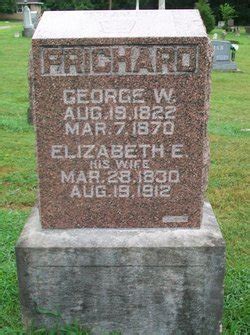 PRICHARD
GEORGE W.
AUG. 19, 1822
MAR. 7, 1870
ELIZABETH E.
HIS WIFE
MAR. 28, 1830
AUG. 19, 1912